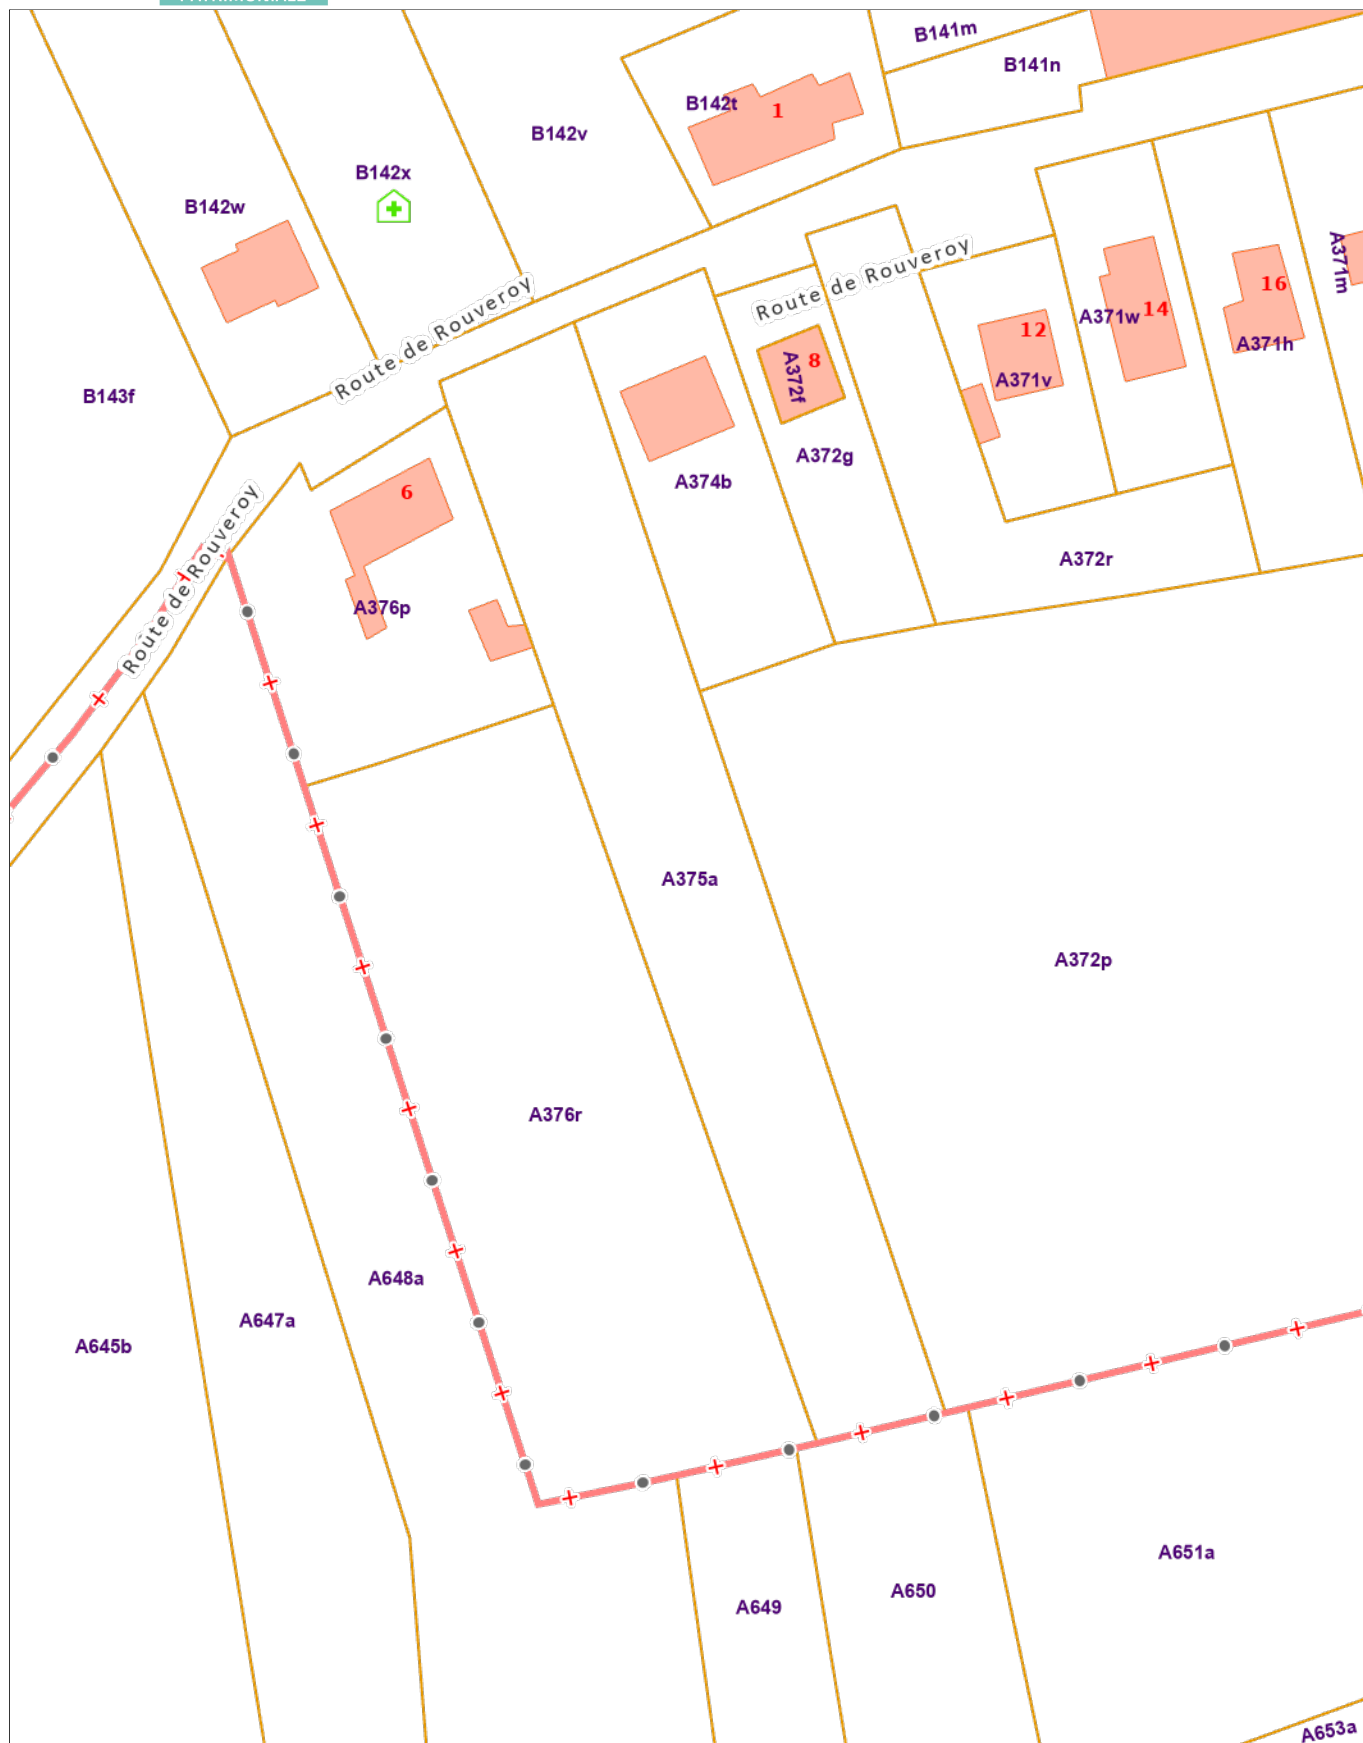 B141m
B141n
B142t
1
B142v
B142x
B142w
B143f
Route de Rouveroy
Route de Rouveroy
Route de Rouveroy
A371m
16
A371h
14
A371w
12
A371v
8
A372f
A372g
A374b
A372r
6
A376p
A375a
A372p
A376r
A648a
A647a
A645b
A651a
A650
A649
A653a